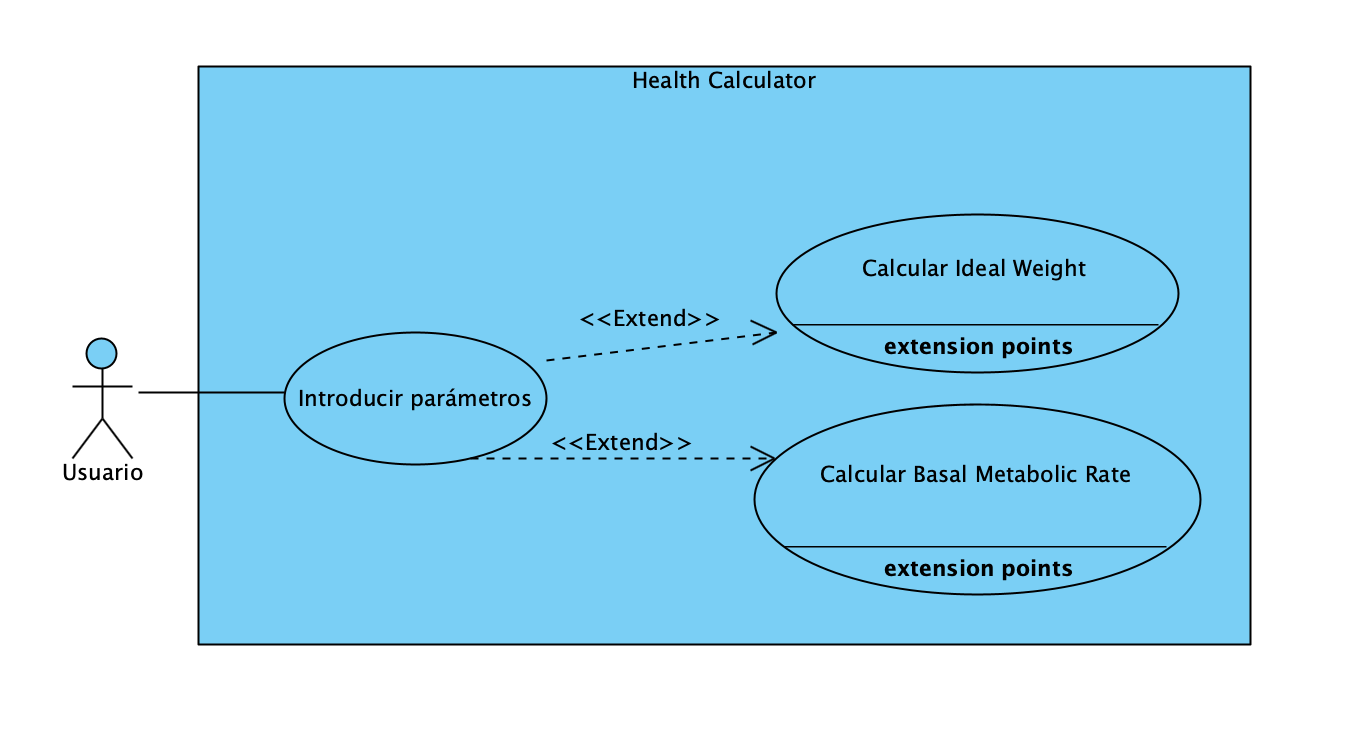 Health Calculator
Calcular Ideal Weight
extension points
<<Extend>>
Introducir parámetros
<<Extend>>
Usuario
Calcular Basal Metabolic Rate
extension points